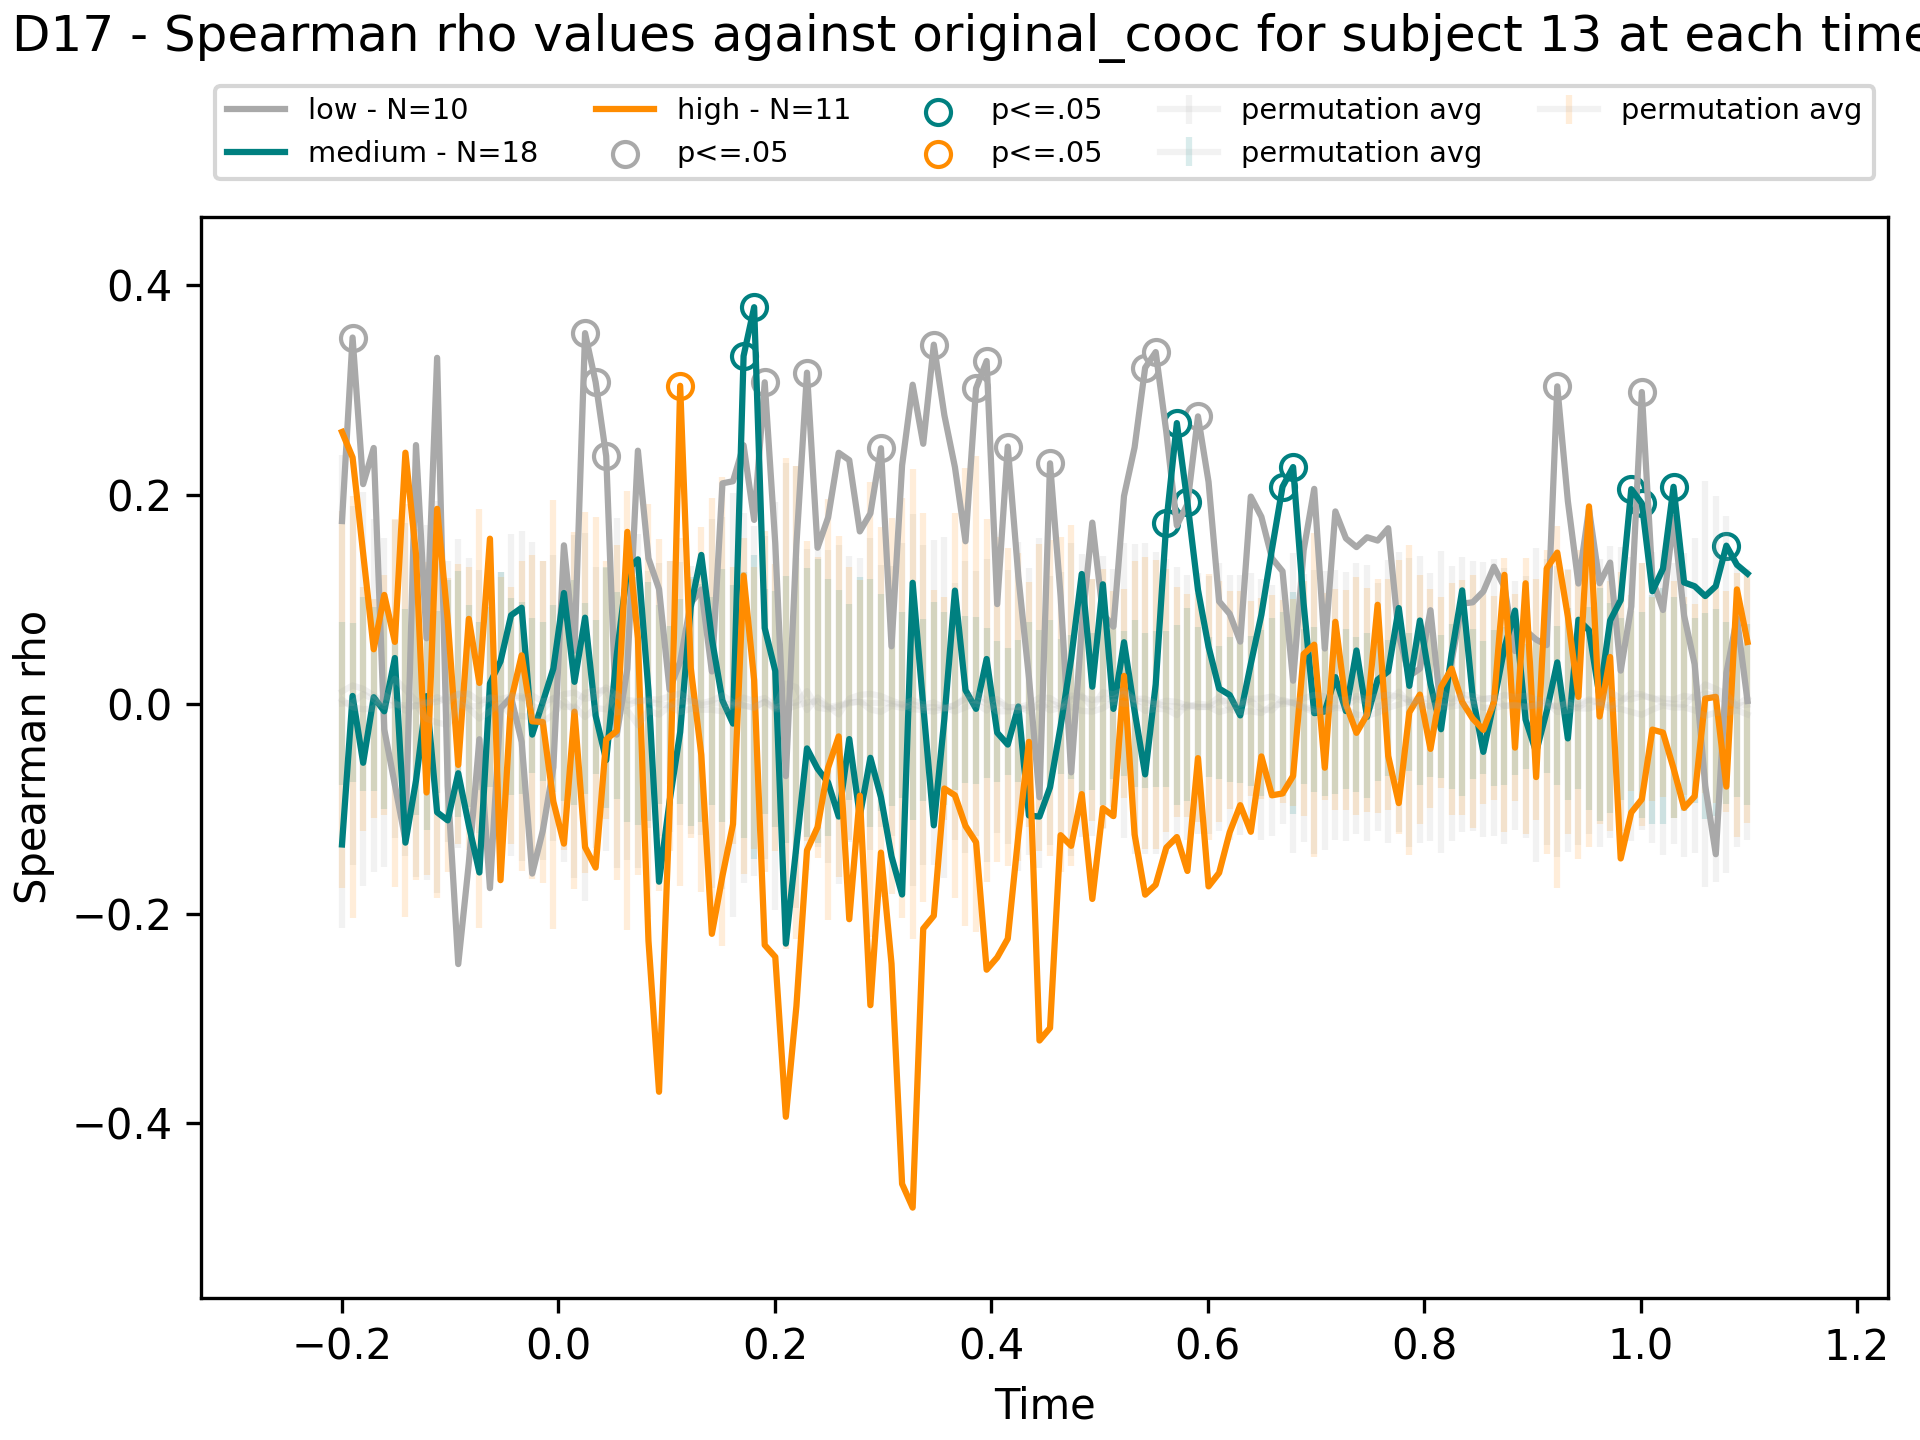 D17 - Spearman rho values against original_cooc for subject 13 at each time
low - N=10 high - N=11 p<=.05 permutation avg permutation avg
medium - N=18 p<=.05 p<=.05 permutation avg
Spearman rho
0.4
0.2
0.0
−0.2
−0.4
−0.2 0.0 0.2 0.4 0.6 0.8 1.0 1.2
Time